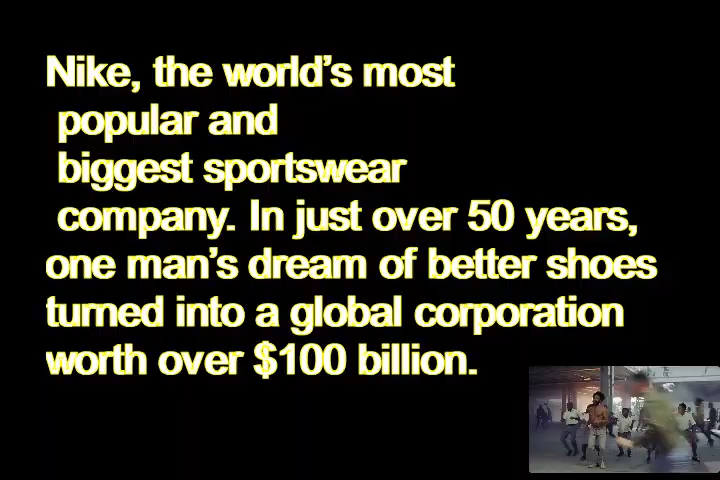 Nike, the world's most
popular and
biggest sportswear
company. In just over 50 years,
one man's dream of better shoes
turned into a global corporation
worth over $100 billion.